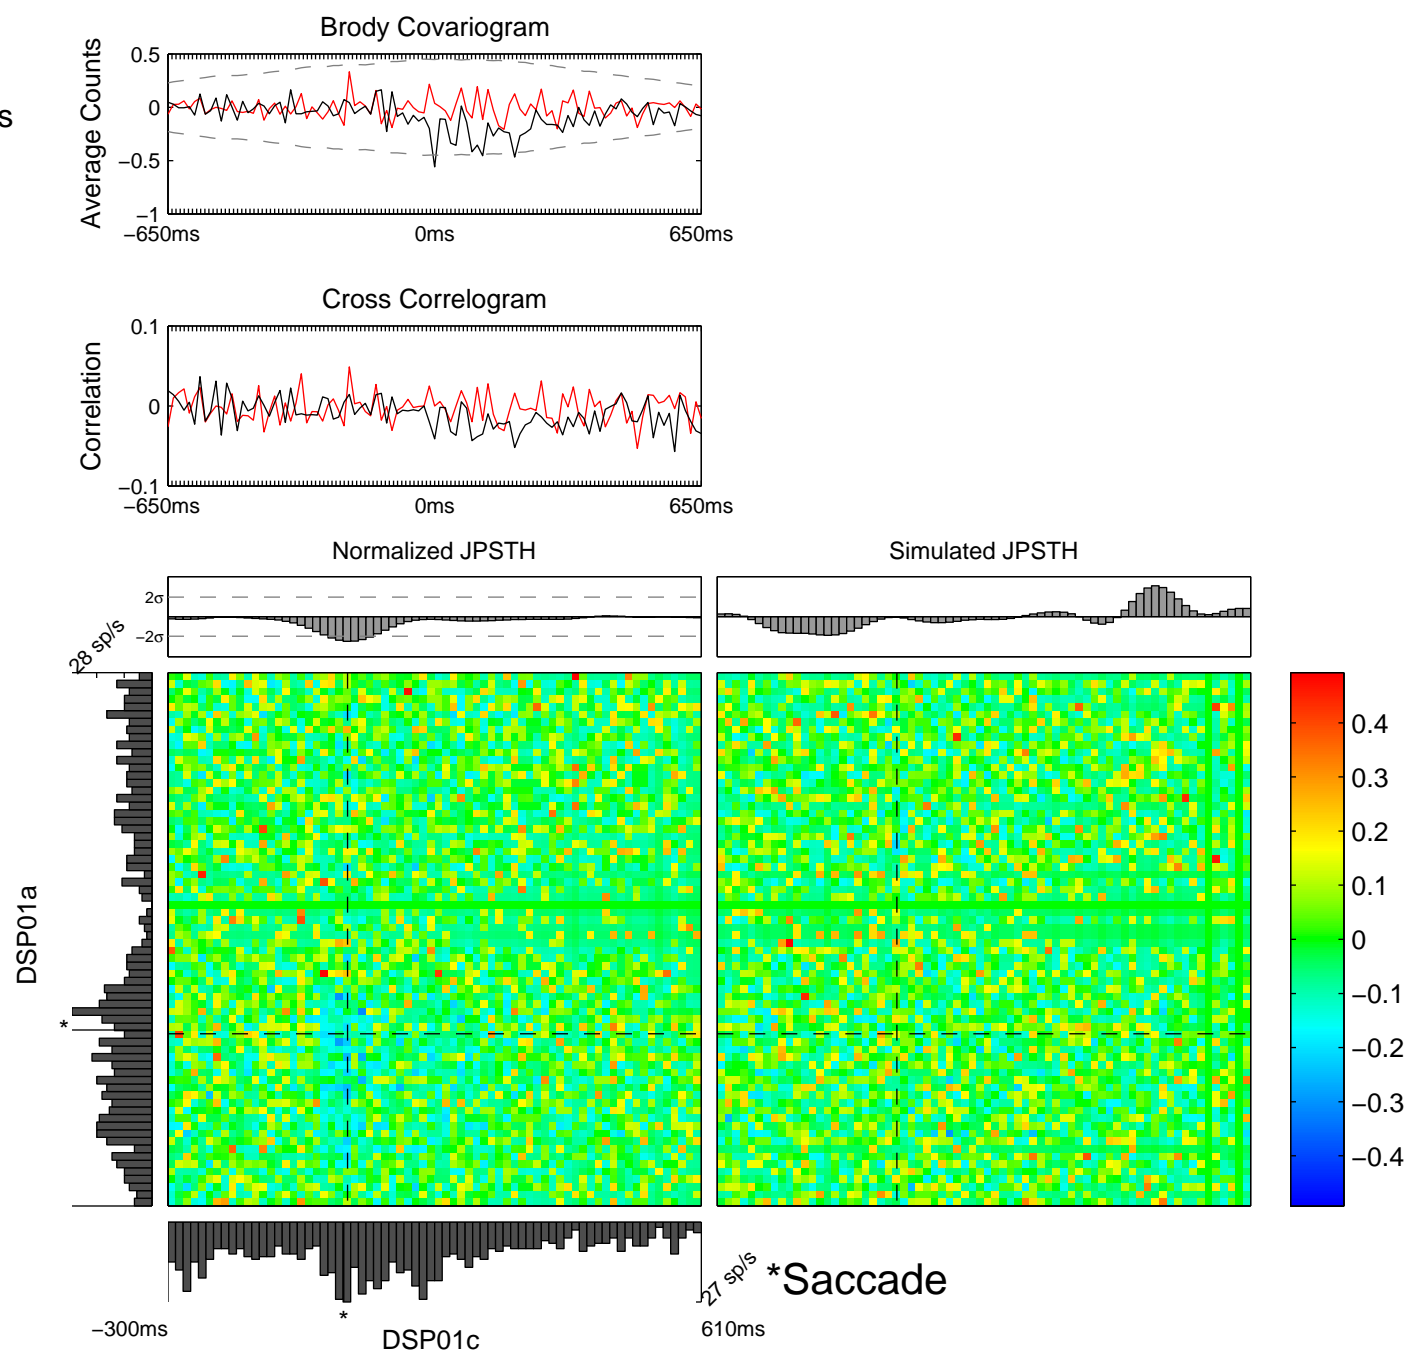 Brody Covariogram
s
Average Counts
0.5
0
−0.5
−1
−650ms
0ms
650ms
Cross Correlogram
Correlation
0.1
0
−0.1
−650ms
0ms
650ms
Normalized JPSTH
Simulated JPSTH
2σ
−2σ
28 sp/s
DSP01a
*
0.4
0.3
0.2
0.1
0
−0.1
−0.2
−0.3
−0.4
27 sp/s
*Saccade
*
−300ms
DSP01c
610ms